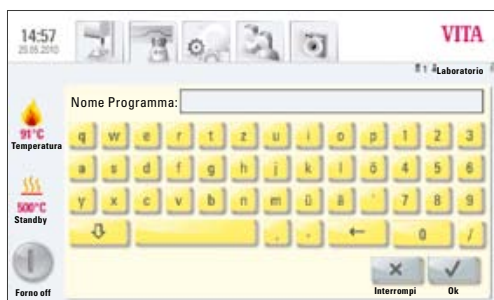 14:57
20.05.2010
VITA
1 Laboratorio
Nome Programma:
91°C
Temperatura
q w e r t z u i o p 1 2 3
a s d f g h j k l ö 4 5 6
500°C
Standby
y x c v b n m ü ä 7 8 9
0 /
Forno off
Interrompi Ok